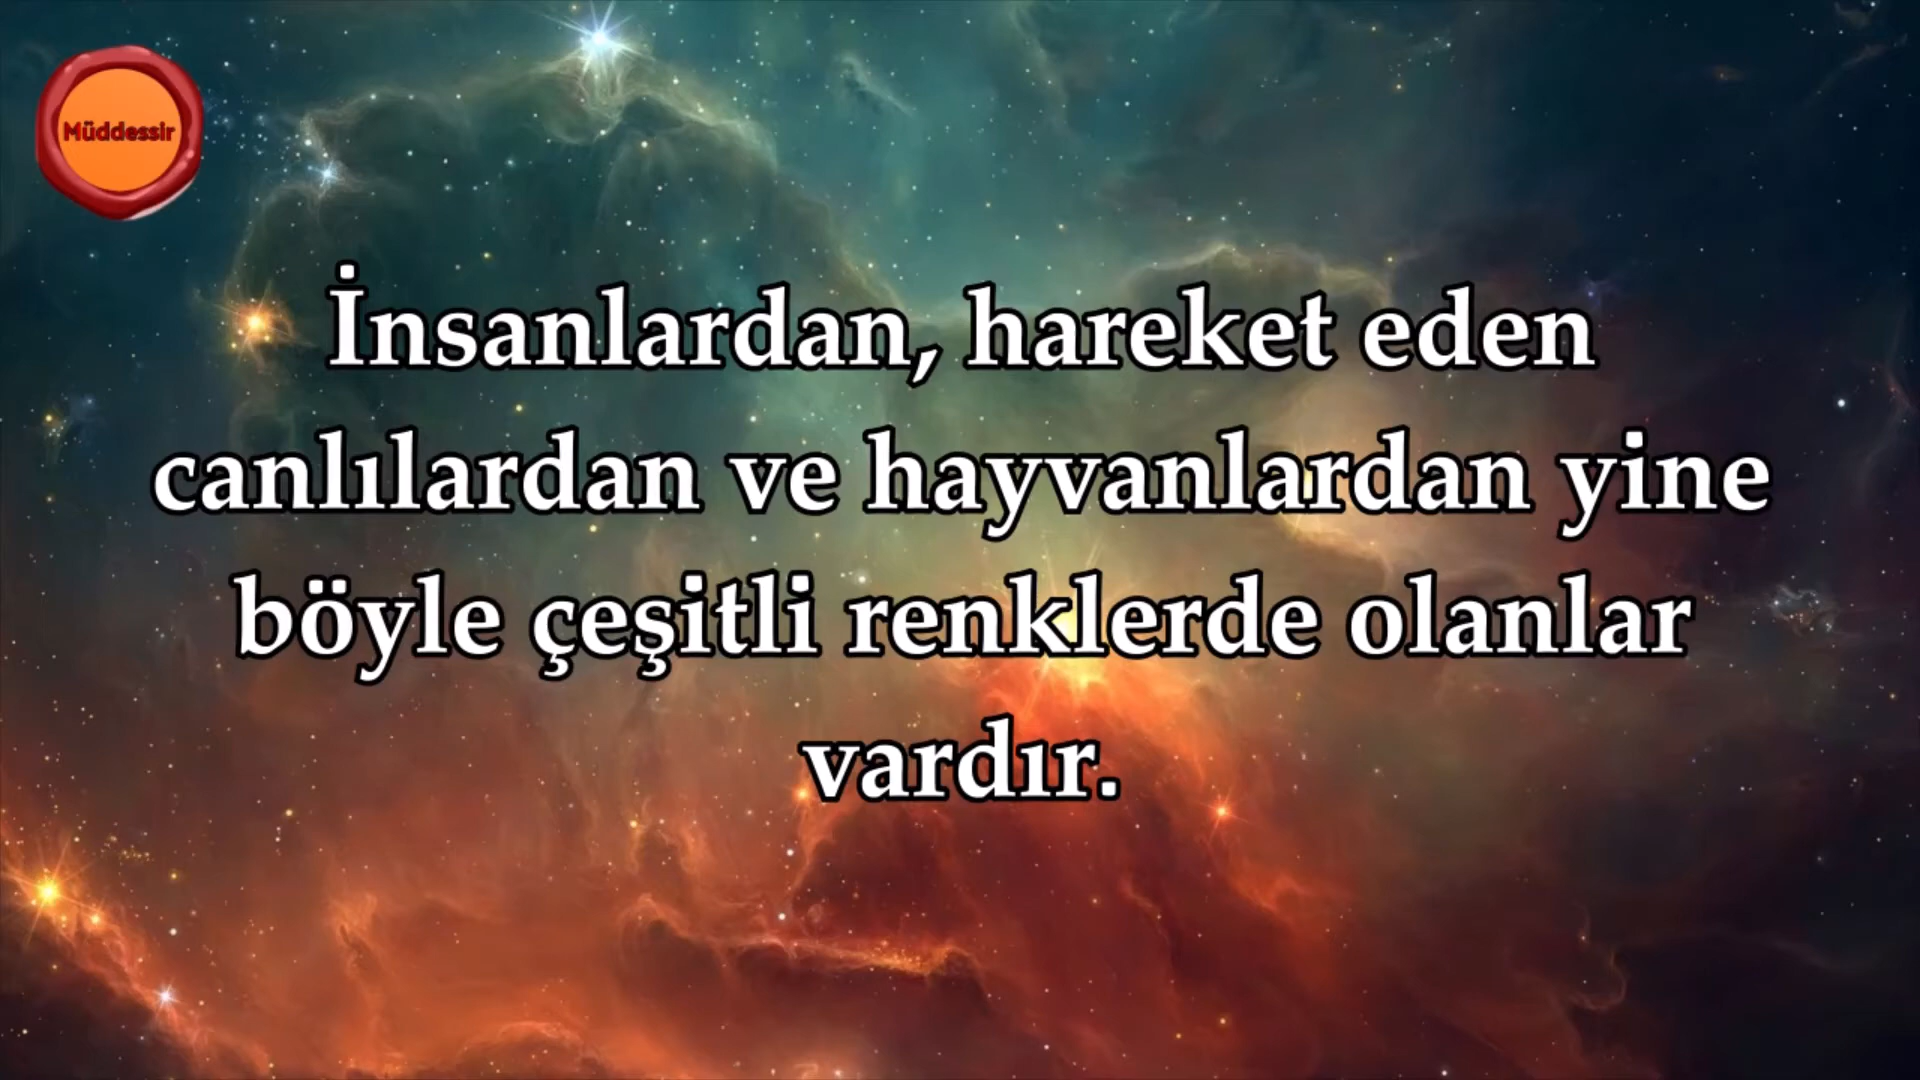 Müddessir
İnsanlardan, hareket eden
canlılardan ve hayvanlardan yine
böyle çeşitli renklerde olanlar
vardır.